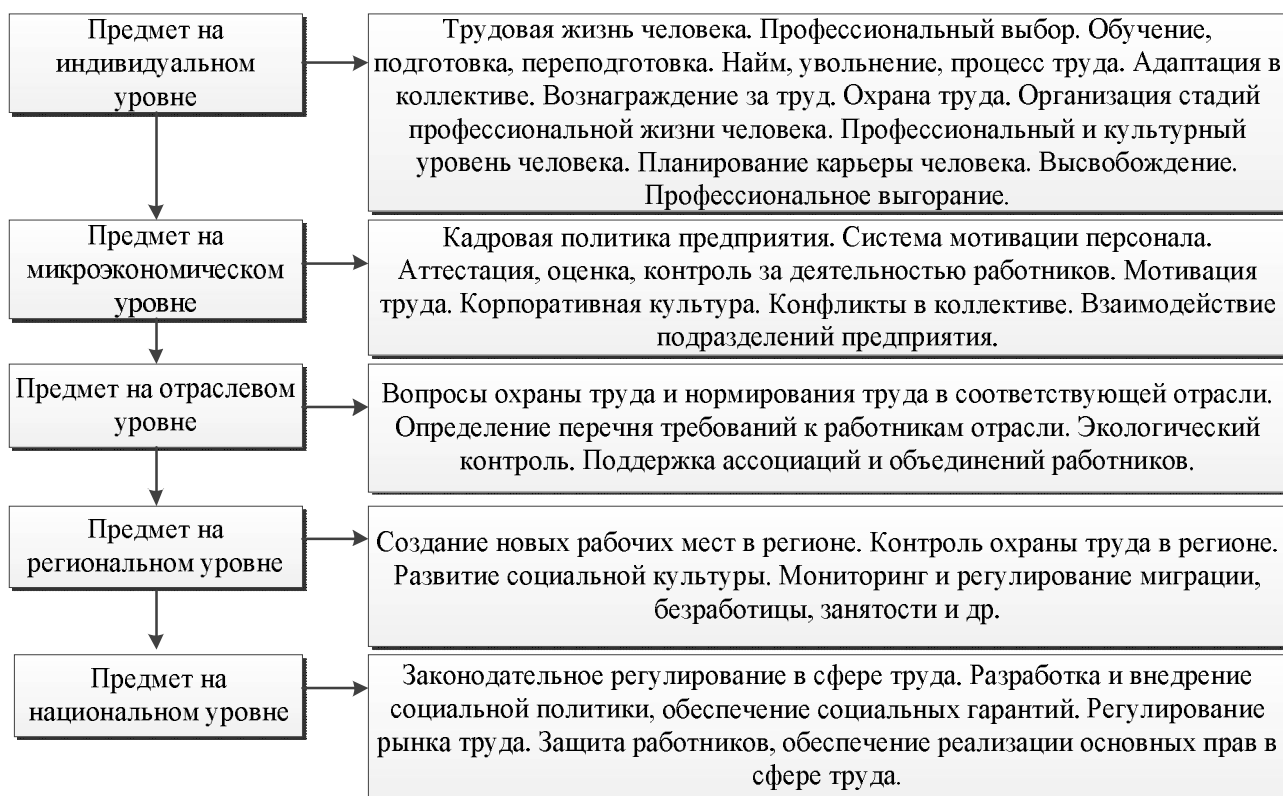 Предмет на
индивидуальном
уровне
Трудовая жизнь человека. Профессиональный выбор. Обучение,
подготовка, переподготовка. Найм, увольнение, процесс труда. Адаптация в
коллективе. Вознаграждение за труд. Охрана труда. Организация стадий
профессиональной жизни человека. Профессиональный и культурный
уровень человека. Планирование карьеры человека. Высвобождение.
Профессиональное выгорание.
Предмет на
микроэкономическом
уровне
Кадровая политика предприятия. Система мотивации персонала.
Аттестация, оценка, контроль за деятельностью работников. Мотивация
труда. Корпоративная культура. Конфликты в коллективе. Взаимодействие
подразделений предприятия.
Предмет на отраслевом
уровне
Вопросы охраны труда и нормирования труда в соответствующей отрасли.
Определение перечня требований к работникам отрасли. Экологический
контроль. Поддержка ассоциаций и объединений работников.
Предмет на
региональном уровне
Создание новых рабочих мест в регионе. Контроль охраны труда в регионе.
Развитие социальной культуры. Мониторинг и регулирование миграции,
безработицы, занятости и др.
Предмет на
национальном уровне
Законодательное регулирование в сфере труда. Разработка и внедрение
социальной политики, обеспечение социальных гарантий. Регулирование
рынка труда. Защита работников, обеспечение реализации основных прав в
сфере труда.